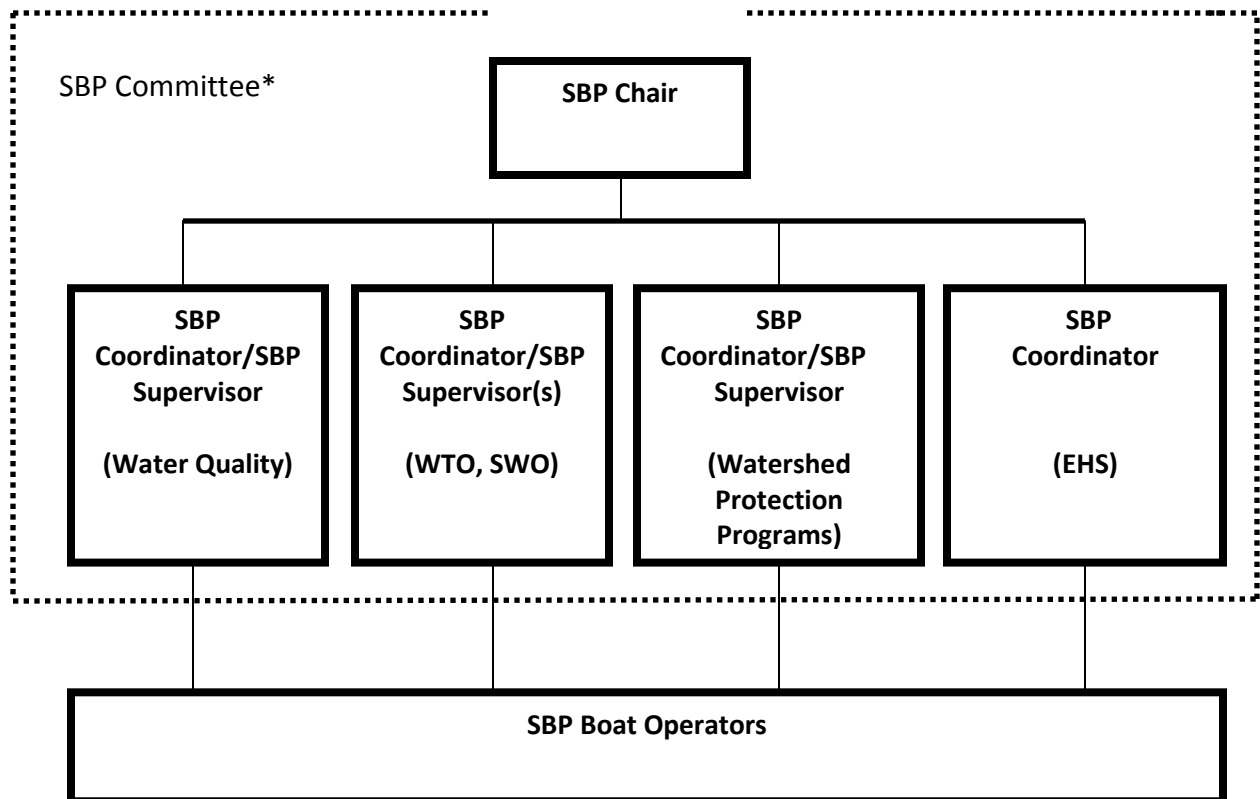 SBP Committee*
SBP Chair
SBP
Coordinator/SBP
Supervisor
(Water Quality)
SBP
Coordinator/SBP
Supervisor(s)
(WTO, SWO)
SBP
Coordinator/SBP
Supervisor
(Watershed
Protection
Programs)
SBP
Coordinator
(EHS)
SBP Boat Operators